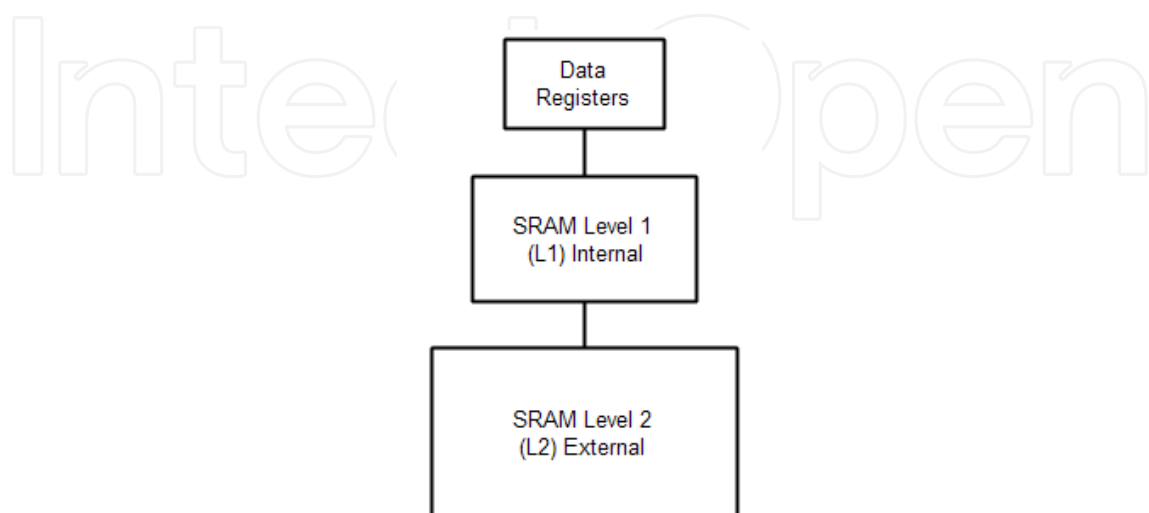 IntechOpen
Data
Registers
SRAM Level 1
(L1) Internal
SRAM Level 2
(L2) External